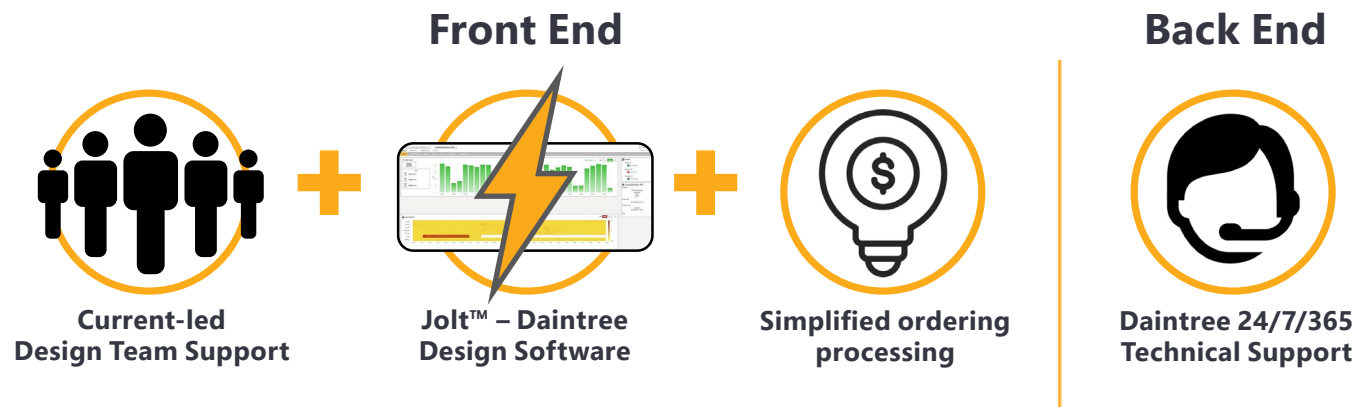 Front End
Back End
$
Current-led
Design Team Support
Jolt™ – Daintree
Design Software
Simplified ordering
processing
Daintree 24/7/365
Technical Support